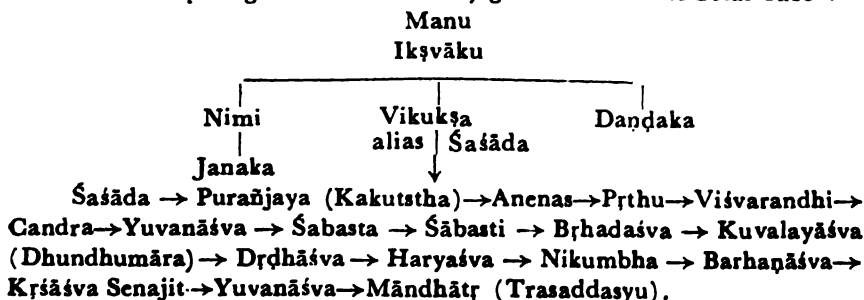 Manu
Ikṣvāku
Nimi Vikukṣa Daṇḍaka
alias Śaśāda
Janaka
Śaśāda → Purañjaya (Kakutstha)→Anenas→Pṛthu→Viśvarandhi→
Candra→Yuvanāśva → Śabasta → Śābasti → Bṛhadaśva → Kuvalayāśva
(Dhundhumāra)→ Dṛḍhāśva → Haryaśva → Nikumbha → Barhaṇāśva→
Kṛśāśva Senajit→Yuvanāśva→Māndhātṛ (Trasaddasyu).